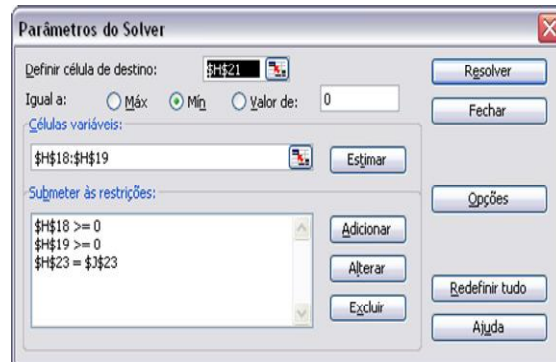 Parâmetros do Solver
Definir célula de destino: $H$21
Igual a: Máx Mín Valor de: 0
Células variáveis:
$H$18:$H$19
Estimar
Submeter às restrições:
$H$18 >= 0
$H$19 >= 0
$H$23 = $J$23
Adicionar
Alterar
Excluir
Resolver
Fechar
Opções
Redefinir tudo
Ajuda